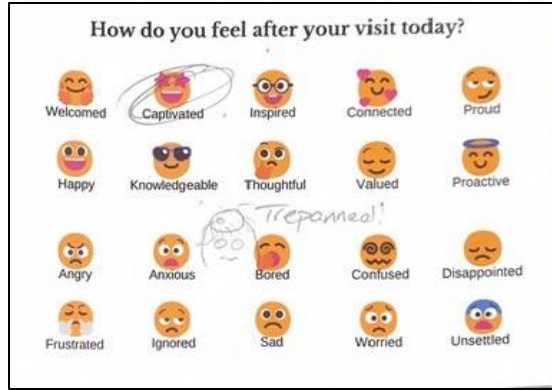 How do you feel after your visit today?
Welcomed Captivated Inspired Connected Proud
Happy Knowledgeable Thoughtful Valued Proactive
Trepanned!
Angry Anxious Bored Confused Disappointed
Frustrated Ignored Sad Worried Unsettled